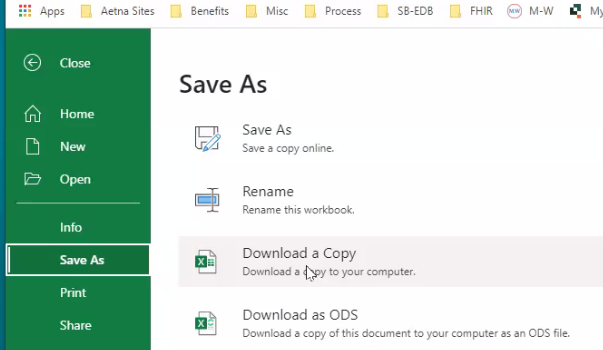 Apps Aetna Sites Benefits Misc Process SB-EDB FHIR M-W My
Close
Save As
Home
Save As
Save a copy online.
New
Open
Rename
Rename this workbook.
Info
Save As
Download a Copy
Download a copy to your computer.
Print
Share
Download as ODS
Download a copy of this document to your computer as an ODS file.